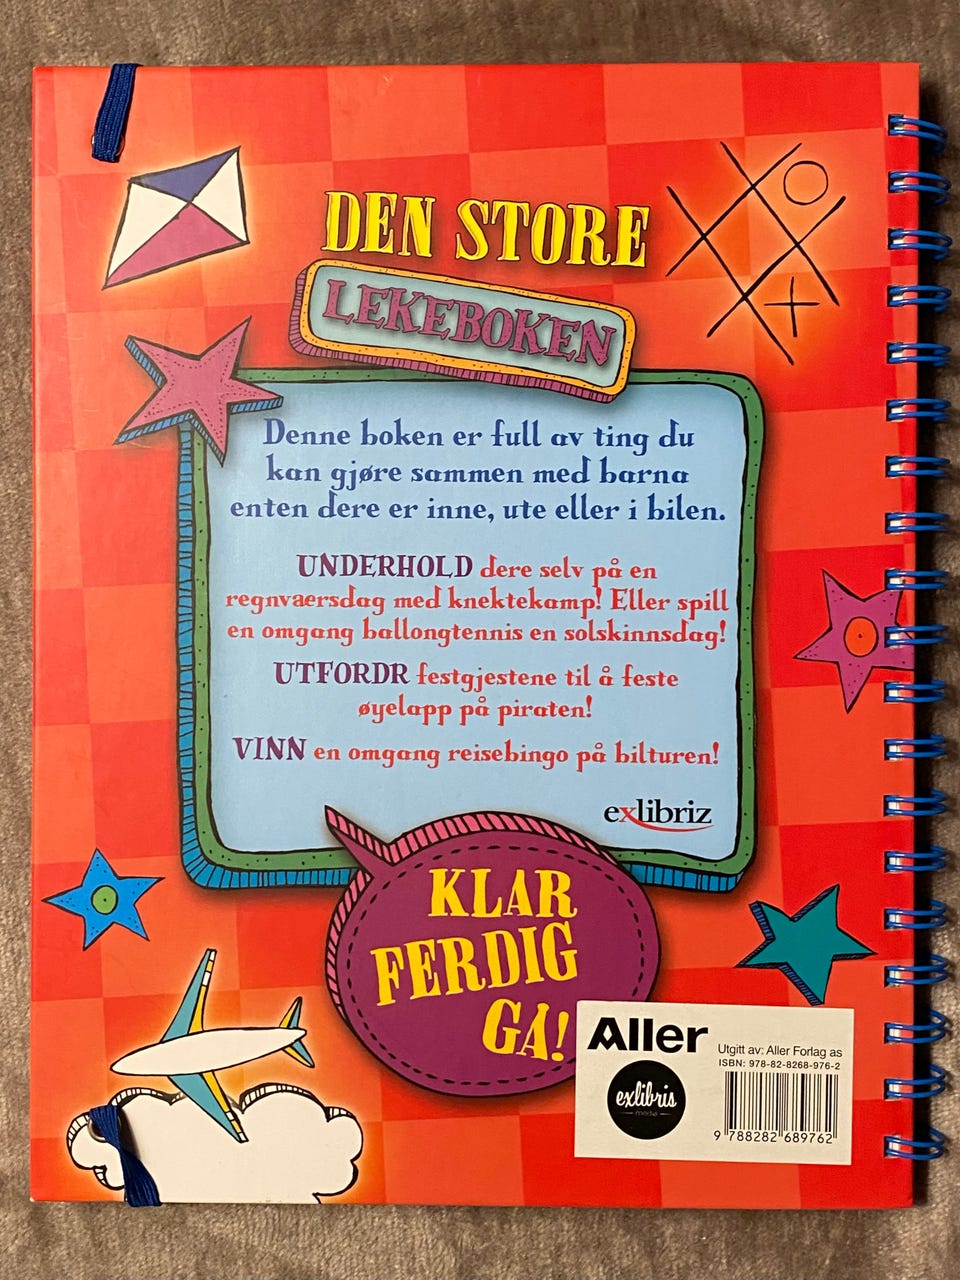 DEN STORE
LEKEBOKEN
Denne boken er full av ting du
kan gjøre sammen med barna
enten dere er inne, ute eller i bilen.
UNDERHOLD dere selv på en
regnværsdag med knektekamp! Eller spill
en omgang ballongtennis en solskinnsdag!
UTFORDR festgjestene til å feste
øyelapp på piraten!
VINN en omgang reisebingo på bilturen!
exlibriz
KLAR
FERDIG
GA!
Aller
Utgitt av: Aller Forlag as
ISBN: 978-82-8268-976-2
exlibris
media
9 788282 689762